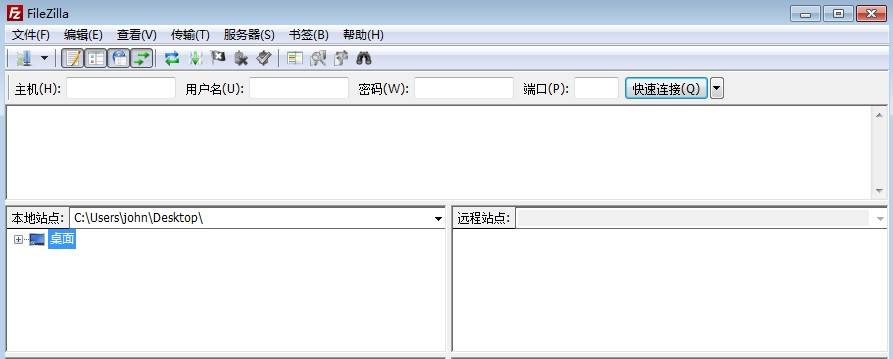 FileZilla
文件(F) 编辑(E) 查看(V) 传输(T) 服务器(S) 书签(B) 帮助(H)
主机(H): 用户名(U): 密码(W): 端口(P): 快速连接(Q)
本地站点: C:\Users\john\Desktop\ 远程站点:
桌面